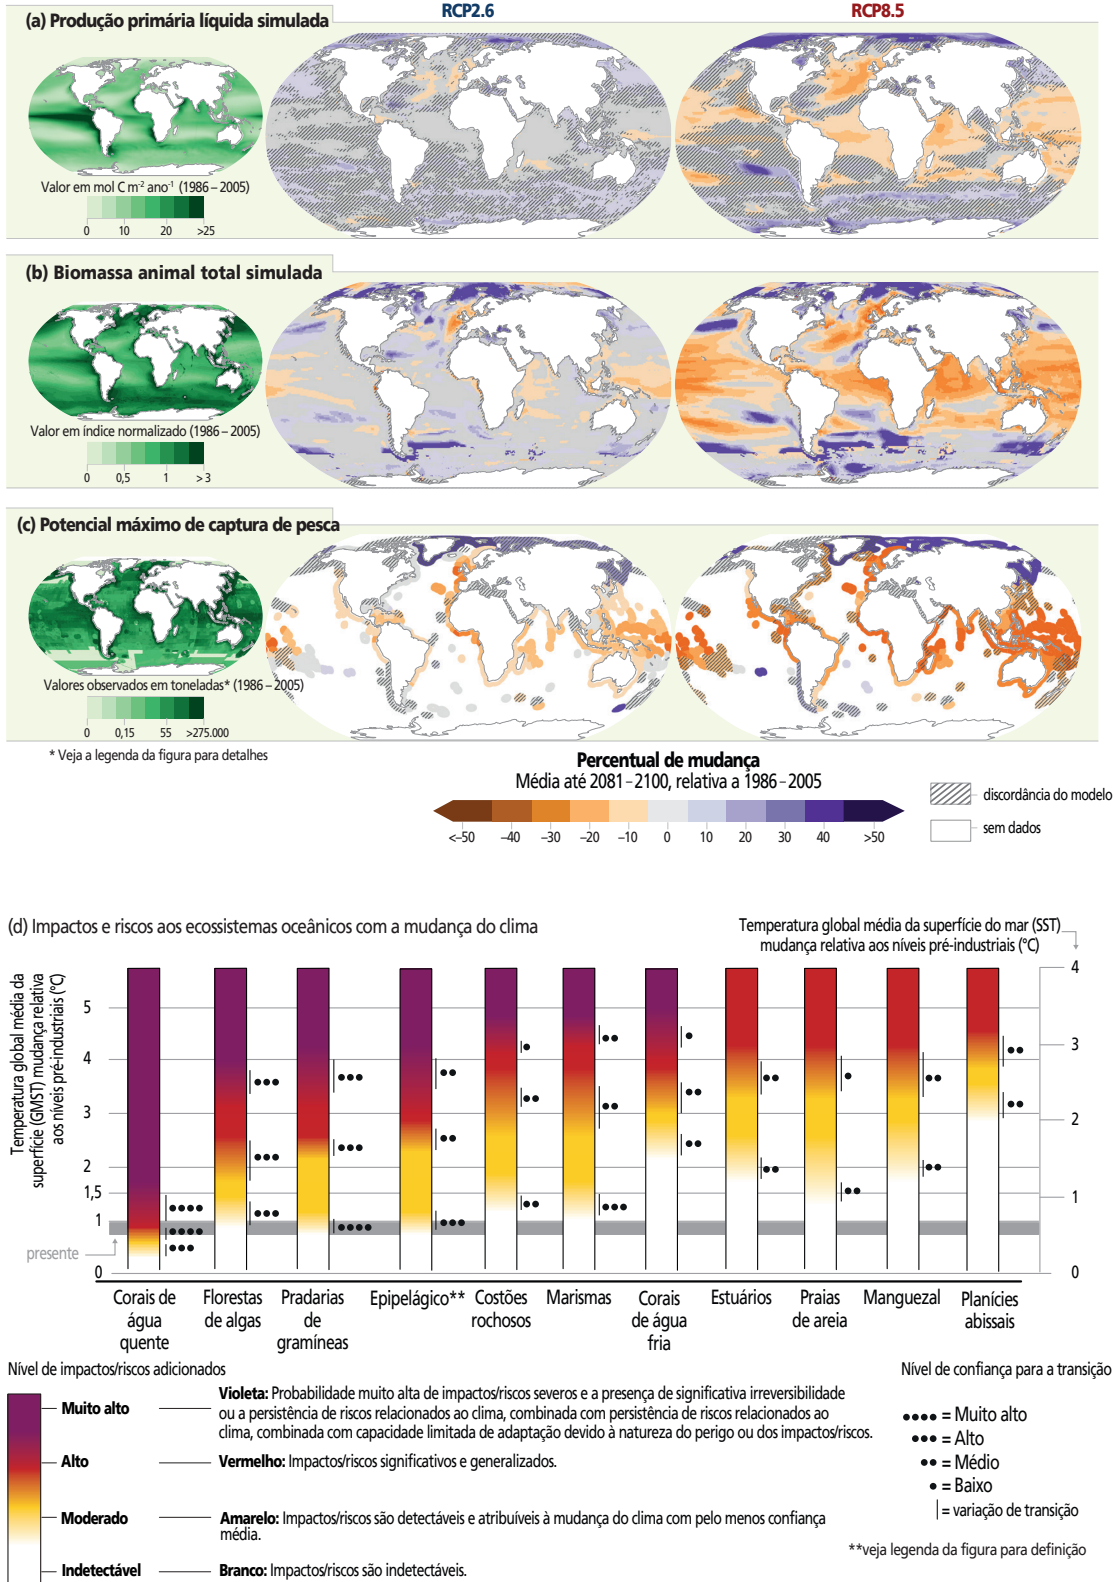 RCP2.6
RCP8.5
(a) Produção primária líquida simulada
Valor em mol C m⁻² ano⁻¹ (1986–2005)
0 10 20 >25
(b) Biomassa animal total simulada
Valor em índice normalizado (1986–2005)
0 0,5 1 >3
(c) Potencial máximo de captura de pesca
Valores observados em toneladas* (1986–2005)
0 0,15 55 >275.000
* Veja a legenda da figura para detalhes
Percentual de mudança
Média até 2081–2100, relativa a 1986–2005
<–50 –40 –30 –20 –10 0 10 20 30 40 >50
discordância do modelo
sem dados
(d) Impactos e riscos aos ecossistemas oceânicos com a mudança do clima
Temperatura global média da superfície do mar (SST)
mudança relativa aos níveis pré-industriais (°C)
Temperatura global média da
superfície (GMST) mudança relativa
aos níveis pré-industriais (°C)
5
4
3
2
1,5
1
0
presente
4
3
2
1
0
Corais de
água
quente
Florestas
de algas
Pradarias
de
gramíneas
Epipelágico**
Costões
rochosos
Marismas
Corais
de água
fria
Estuários
Praias
de areia
Manguezal
Planícies
abissais
Nível de impactos/riscos adicionados
Muito alto
Violeta: Probabilidade muito alta de impactos/riscos severos e a presença de significativa irreversibilidade
ou a persistência de riscos relacionados ao clima, combinada com persistência de riscos relacionados ao
clima, combinada com capacidade limitada de adaptação devido à natureza do perigo ou dos impactos/riscos.
Alto
Vermelho: Impactos/riscos significativos e generalizados.
Moderado
Amarelo: Impactos/riscos são detectáveis e atribuíveis à mudança do clima com pelo menos confiança
média.
Indetectável
Branco: Impactos/riscos são indetectáveis.
Nível de confiança para a transição
•••• = Muito alto
••• = Alto
•• = Médio
• = Baixo
| = variação de transição
**veja legenda da figura para definição